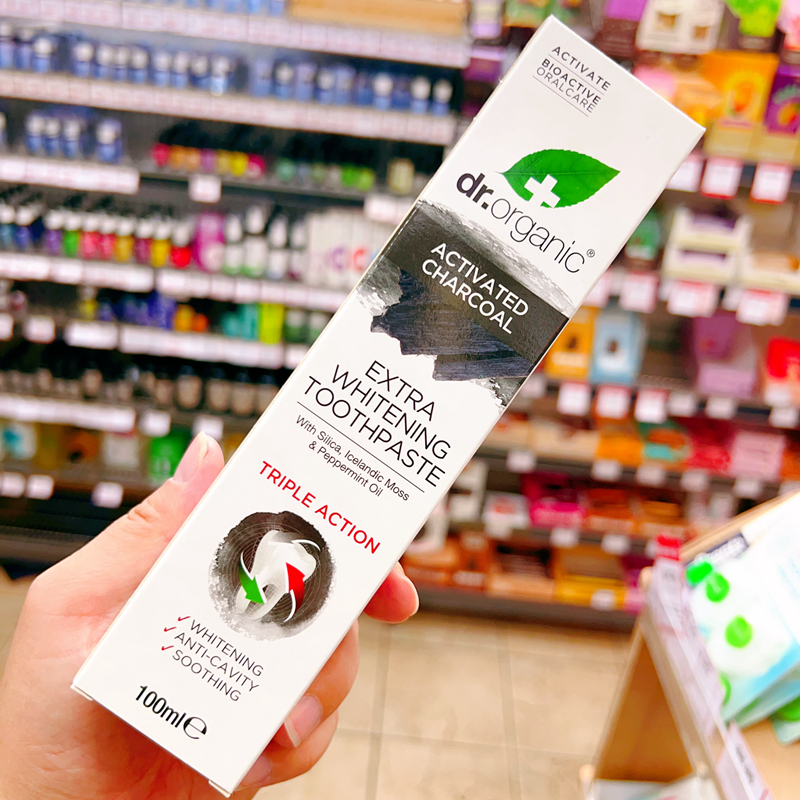 ACTIVATE
BIOACTIVE
ORALCARE
dr.organic®
ACTIVATED
CHARCOAL
EXTRA
WHITENING
TOOTHPASTE
With Silica, Icelandic Moss
& Peppermint Oil
TRIPLE ACTION
✓ WHITENING
✓ ANTI-CAVITY
✓ SOOTHING
100ml℮